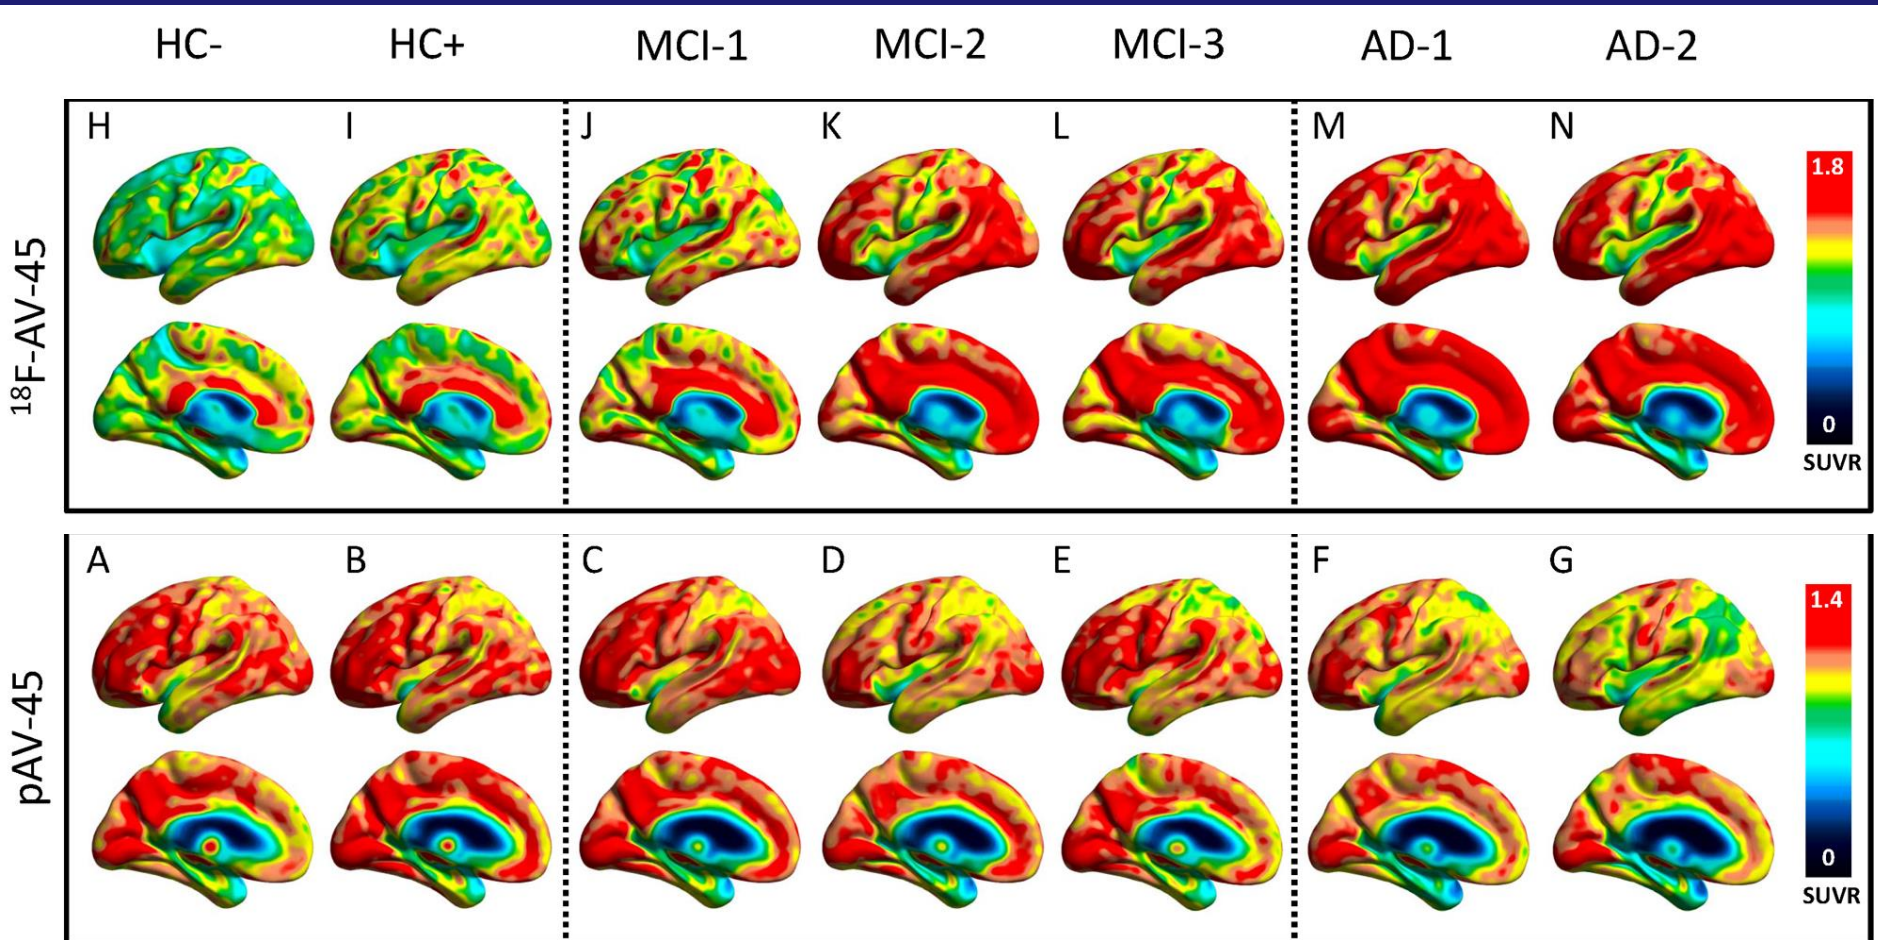 HC- HC+ MCI-1 MCI-2 MCI-3 AD-1 AD-2
H I J K L M N
18F-AV-45
1.8
0
SUVR
A B C D E F G
pAV-45
1.4
0
SUVR